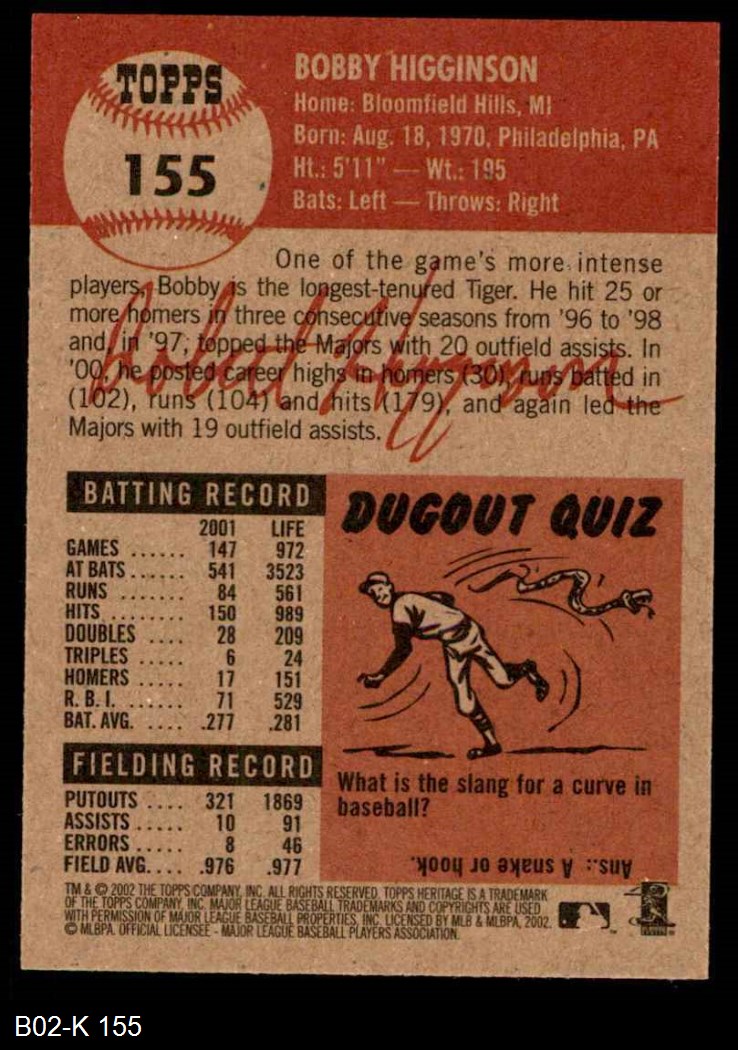 TOPPS
155
BOBBY HIGGINSON
Home: Bloomfield Hills, MI
Born: Aug. 18, 1970, Philadelphia, PA
Ht.: 5'11" — Wt.: 195
Bats: Left — Throws: Right
One of the game's more intense
players, Bobby is the longest-tenured Tiger. He hit 25 or
more homers in three consecutive seasons from '96 to '98
and, in '97, topped the Majors with 20 outfield assists. In
'00, he posted career highs in homers (30), runs batted in
(102), runs (104) and hits (179), and again led the
Majors with 19 outfield assists.
Robert Higginson
BATTING RECORD
2001 LIFE
GAMES ...... 147 972
AT BATS...... 541 3523
RUNS ...... 84 561
HITS ........ 150 989
DOUBLES .... 28 209
TRIPLES ..... 6 24
HOMERS ..... 17 151
R. B. I. ...... 71 529
BAT. AVG. .... .277 .281
FIELDING RECORD
PUTOUTS .... 321 1869
ASSISTS ..... 10 91
ERRORS ..... 8 46
FIELD AVG.... .976 .977
DUGOUT QUIZ
What is the slang for a curve in
baseball?
Ans.: A snake or hook.
TM & © 2002 THE TOPPS COMPANY, INC. ALL RIGHTS RESERVED. TOPPS HERITAGE IS A TRADEMARK
OF THE TOPPS COMPANY, INC. MAJOR LEAGUE BASEBALL TRADEMARKS AND COPYRIGHTS ARE USED
WITH PERMISSION OF MAJOR LEAGUE BASEBALL PROPERTIES, INC. LICENSED BY MLB & MLBPA, 2002.
© MLBPA. OFFICIAL LICENSEE - MAJOR LEAGUE BASEBALL PLAYERS ASSOCIATION.
B02-K 155